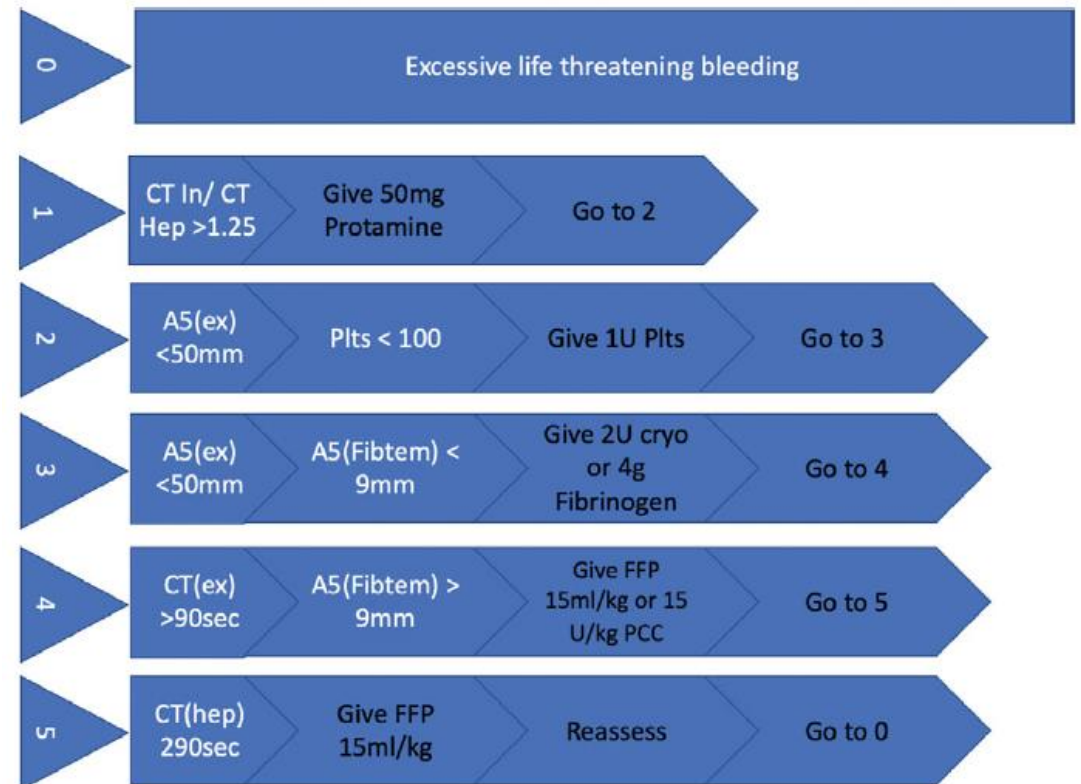 0
Excessive life threatening bleeding
1
CT In/ CT
Hep >1.25
Give 50mg
Protamine
Go to 2
2
A5(ex)
<50mm
Plts < 100
Give 1U Plts
Go to 3
3
A5(ex)
<50mm
A5(Fibtem) <
9mm
Give 2U cryo
or 4g
Fibrinogen
Go to 4
4
CT(ex)
>90sec
A5(Fibtem) >
9mm
Give FFP
15ml/kg or 15
U/kg PCC
Go to 5
5
CT(hep)
290sec
Give FFP
15ml/kg
Reassess
Go to 0